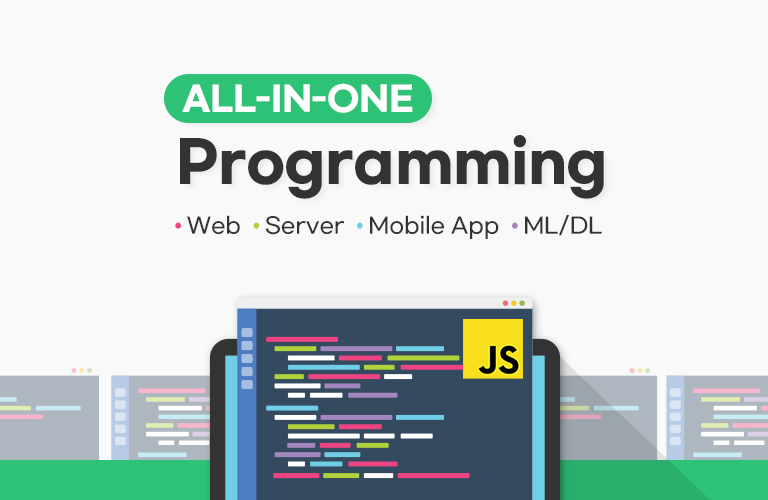 ALL-IN-ONE
Programming
• Web • Server • Mobile App • ML/DL
JS